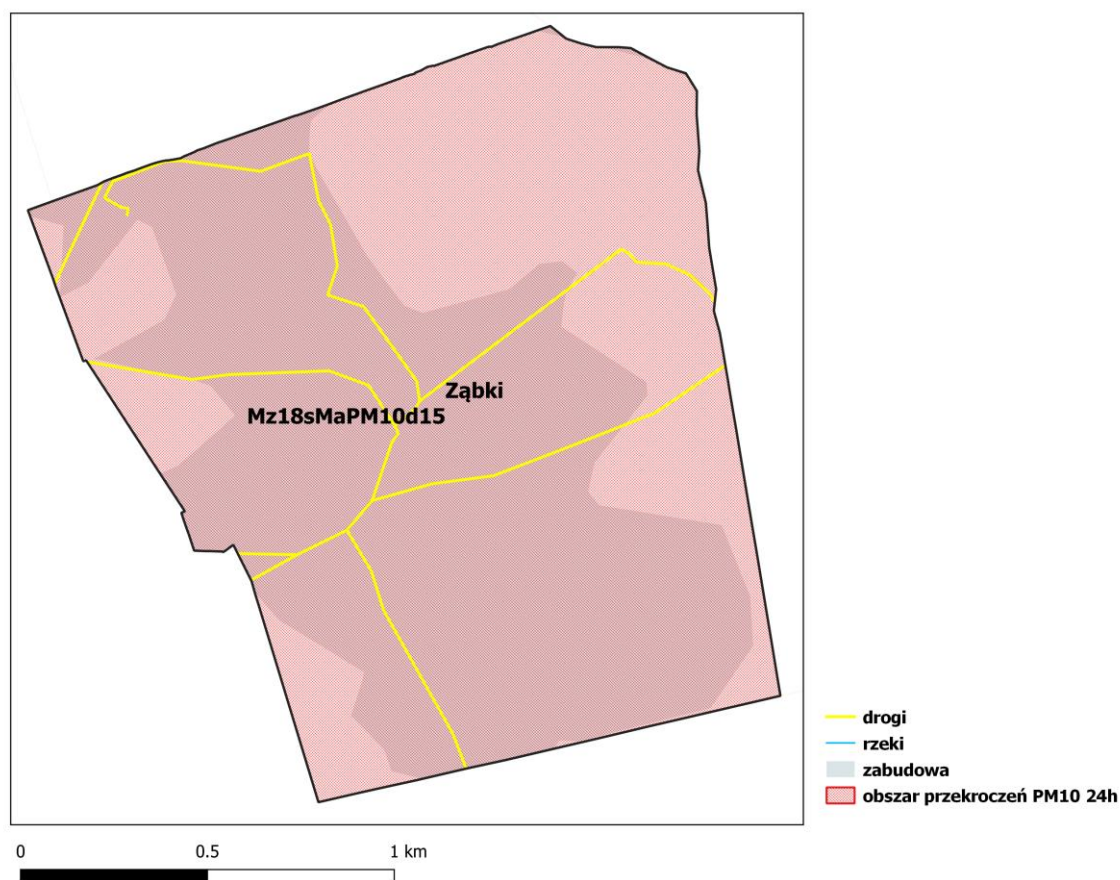 Ząbki
Mz18sMaPM10d15
drogi
rzeki
zabudowa
obszar przekroczeń PM10 24h
0 0.5 1 km